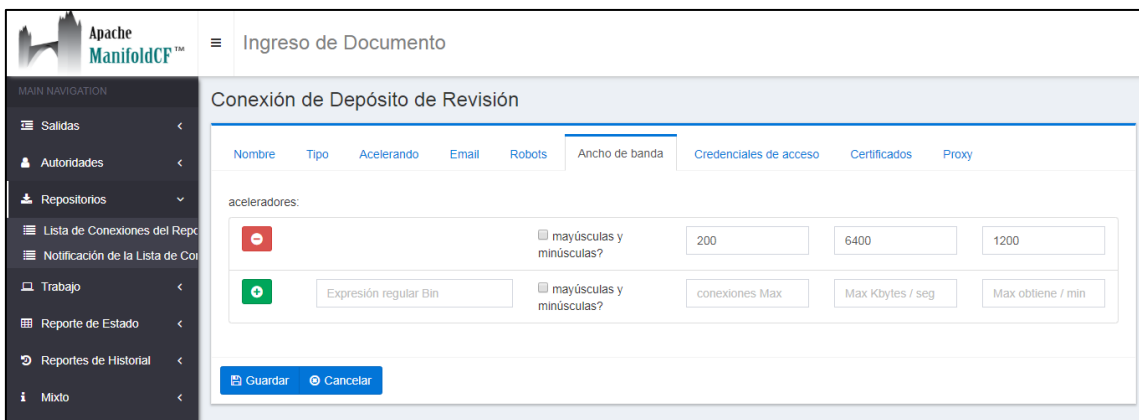 Apache
ManifoldCF™
Ingreso de Documento
MAIN NAVIGATION
Salidas
Autoridades
Repositorios
Lista de Conexiones del Repo
Notificación de la Lista de Con
Trabajo
Reporte de Estado
Reportes de Historial
Mixto
Conexión de Depósito de Revisión
Nombre Tipo Acelerando Email Robots Ancho de banda Credenciales de acceso Certificados Proxy
aceleradores:
mayúsculas y
minúsculas?
200 6400 1200
Expresión regular Bin
mayúsculas y
minúsculas?
conexiones Max Max Kbytes / seg Max obtiene / min
Guardar Cancelar